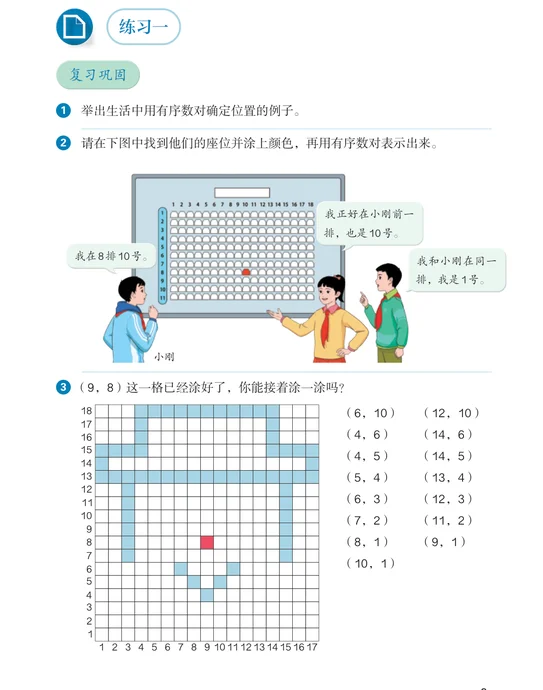 练习一
复习巩固
1 举出生活中用有序数对确定位置的例子。
2 请在下图中找到他们的座位并涂上颜色，再用有序数对表示出来。
1 2 3 4 5 6 7 8 9 10 11 12 13 14 15 16 17 18
1
2
3
4
5
6
7
8
9
10
11
我在8排10号。
我正好在小刚前一
排，也是10号。
我和小刚在同一
排，我是1号。
小刚
3 （9，8）这一格已经涂好了，你能接着涂一涂吗？
18
17
16
15
14
13
12
11
10
9
8
7
6
5
4
3
2
1
1 2 3 4 5 6 7 8 9 10 11 12 13 14 15 16 17
（6，10） （12，10）
（4，6） （14，6）
（4，5） （14，5）
（5，4） （13，4）
（6，3） （12，3）
（7，2） （11，2）
（8，1） （9，1）
（10，1）